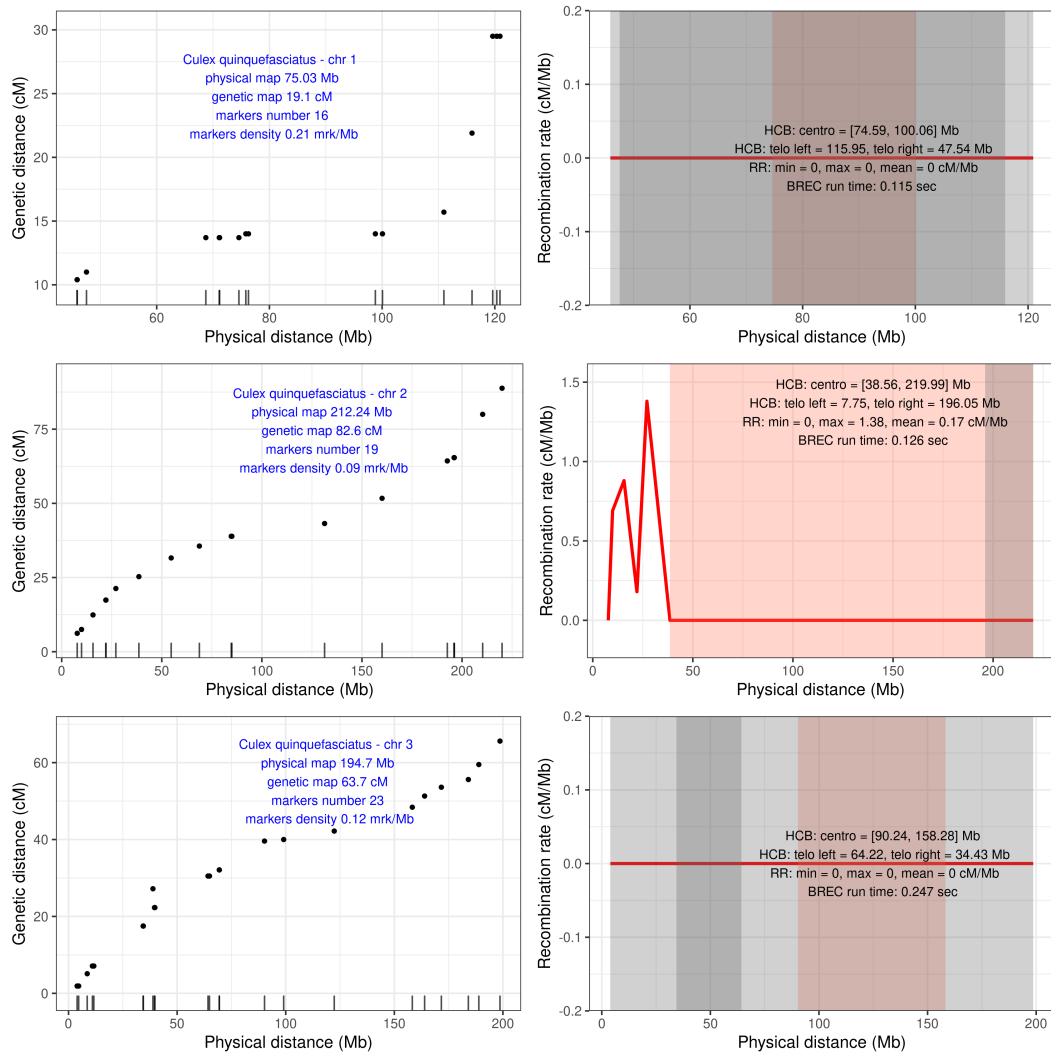 Genetic distance (cM)
30
25
20
15
10
Culex quinquefasciatus - chr 1
physical map 75.03 Mb
genetic map 19.1 cM
markers number 16
markers density 0.21 mrk/Mb
60 80 100 120
Physical distance (Mb)
Recombination rate (cM/Mb)
0.2
0.1
0.0
-0.1
-0.2
HCB: centro = [74.59, 100.06] Mb
HCB: telo left = 115.95, telo right = 47.54 Mb
RR: min = 0, max = 0, mean = 0 cM/Mb
BREC run time: 0.115 sec
60 80 100 120
Physical distance (Mb)
Genetic distance (cM)
75
50
25
0
Culex quinquefasciatus - chr 2
physical map 212.24 Mb
genetic map 82.6 cM
markers number 19
markers density 0.09 mrk/Mb
0 50 100 150 200
Physical distance (Mb)
Recombination rate (cM/Mb)
1.5
1.0
0.5
0.0
HCB: centro = [38.56, 219.99] Mb
HCB: telo left = 7.75, telo right = 196.05 Mb
RR: min = 0, max = 1.38, mean = 0.17 cM/Mb
BREC run time: 0.126 sec
0 50 100 150 200
Physical distance (Mb)
Genetic distance (cM)
60
40
20
0
Culex quinquefasciatus - chr 3
physical map 194.7 Mb
genetic map 63.7 cM
markers number 23
markers density 0.12 mrk/Mb
0 50 100 150 200
Physical distance (Mb)
Recombination rate (cM/Mb)
0.2
0.1
0.0
-0.1
-0.2
HCB: centro = [90.24, 158.28] Mb
HCB: telo left = 64.22, telo right = 34.43 Mb
RR: min = 0, max = 0, mean = 0 cM/Mb
BREC run time: 0.247 sec
0 50 100 150 200
Physical distance (Mb)